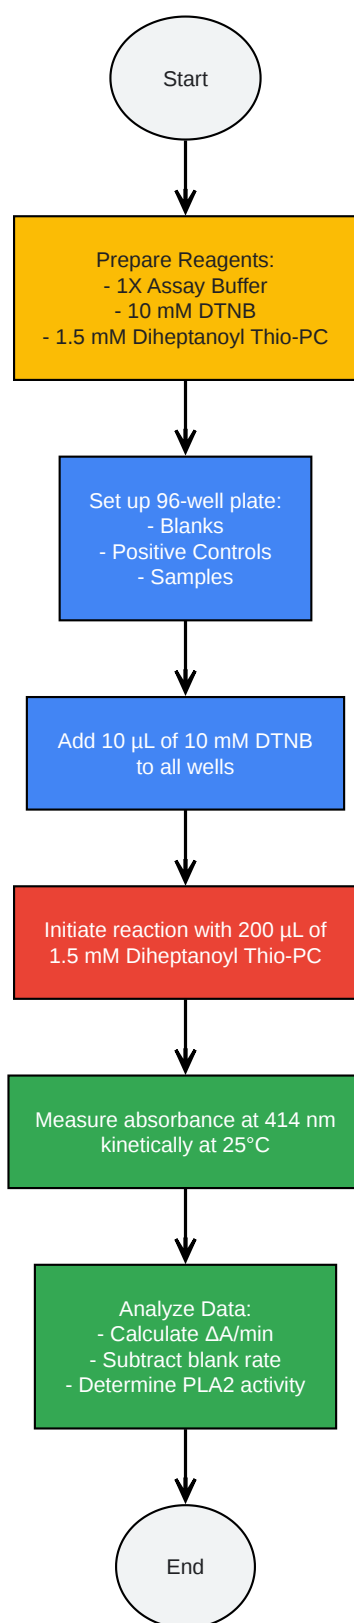 Start
Prepare Reagents:
- 1X Assay Buffer
- 10 mM DTNB
- 1.5 mM Diheptanoyl Thio-PC
Set up 96-well plate:
- Blanks
- Positive Controls
- Samples
Add 10 µL of 10 mM DTNB
to all wells
Initiate reaction with 200 µL of
1.5 mM Diheptanoyl Thio-PC
Measure absorbance at 414 nm
kinetically at 25°C
Analyze Data:
- Calculate ΔA/min
- Subtract blank rate
- Determine PLA2 activity
End